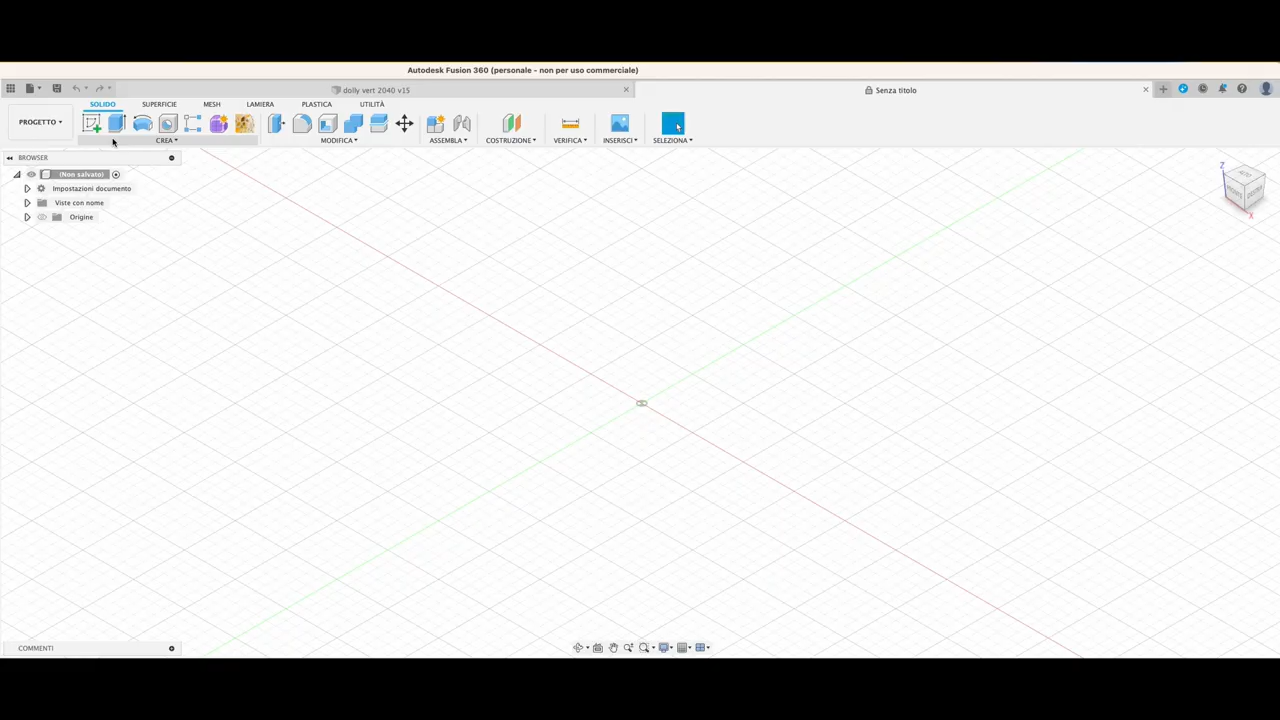 Autodesk Fusion 360 (personale - non per uso commerciale)
dolly vert 2040 v15
Senza titolo
PROGETTO
SOLIDO
SUPERFICIE
MESH
LAMIERA
PLASTICA
UTILITÀ
CREA
MODIFICA
ASSEMBLA
COSTRUZIONE
VERIFICA
INSERISCI
SELEZIONA
BROWSER
(Non salvato)
Impostazioni documento
Viste con nome
Origine
Z
X
COMMENTI